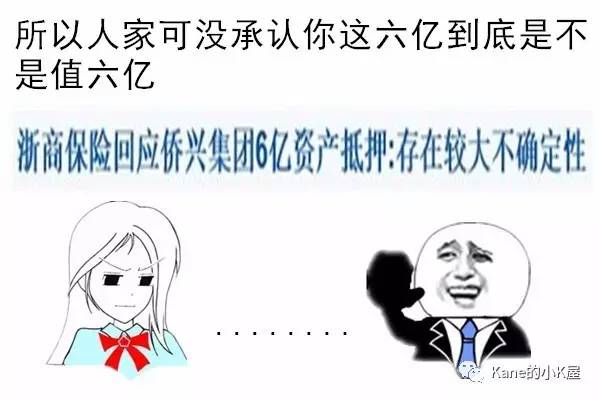 所以人家可没承认你这六亿到底是不
是值六亿
浙商保险回应侨兴集团6亿资产抵押:存在较大不确定性
........
Kane的小K屋